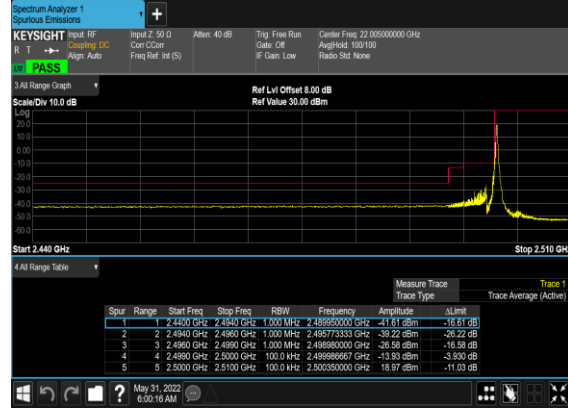 Spectrum Analyzer 1
Spurious Emissions
+
KEYSIGHT Input: RF Input Z: 50 Ω Atten: 40 dB Trig: Free Run Center Freq: 22.005000000 GHz
R T Coupling: DC Corr CCorr Gate: Off Avg|Hold: 100/100
Align: Auto Freq Ref: Int (S) IF Gain: Low Radio Std: None
LXI PASS
3 All Range Graph
Ref Lvl Offset 8.00 dB
Scale/Div 10.0 dB Ref Value 30.00 dBm
Log
20.0
10.0
0.00
-10.0
-20.0
-30.0
-40.0
-50.0
-60.0
Start 2.440 GHz Stop 2.510 GH
4 All Range Table
Measure Trace Trace 1
Trace Type Trace Average (Active)
Spur Range Start Freq Stop Freq RBW Frequency Amplitude ΔLimit
1 1 2.4400 GHz 2.4940 GHz 1.000 MHz 2.489950000 GHz -41.61 dBm -16.61 dB
2 2 2.4940 GHz 2.4960 GHz 1.000 MHz 2.495773333 GHz -39.22 dBm -26.22 dB
3 3 2.4960 GHz 2.4990 GHz 1.000 MHz 2.498980000 GHz -26.58 dBm -16.58 dB
4 4 2.4990 GHz 2.5000 GHz 100.0 kHz 2.499986667 GHz -13.93 dBm -3.930 dB
5 5 2.5000 GHz 2.5100 GHz 100.0 kHz 2.500350000 GHz 18.97 dBm -11.03 dB
? May 31, 2022
6:00:16 AM